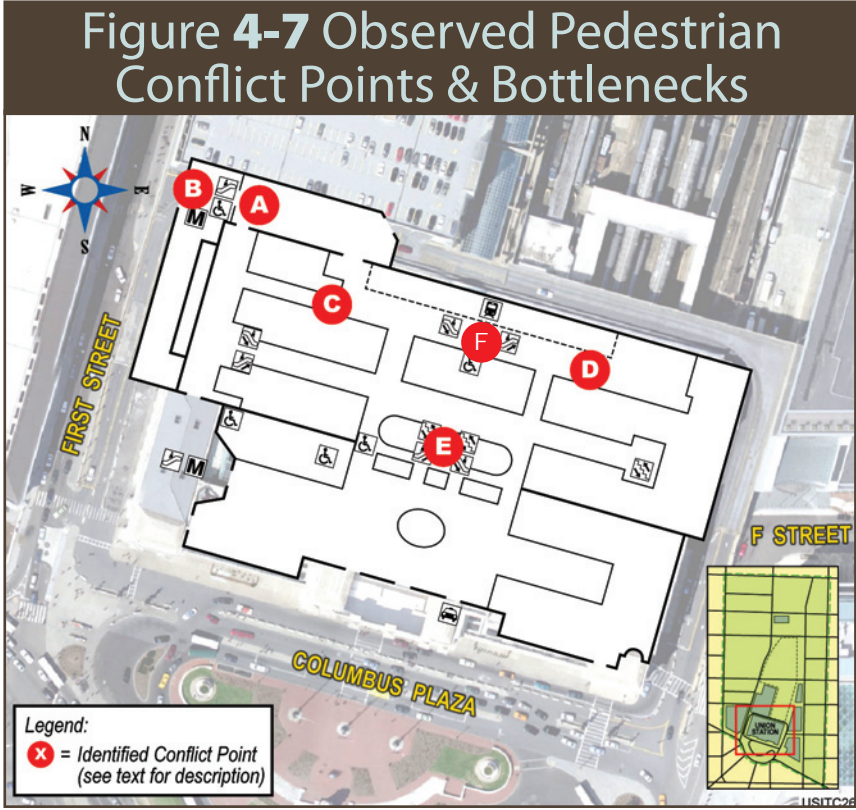 Figure 4-7 Observed Pedestrian
Conflict Points & Bottlenecks
N
W
E
S
B
A
M
C
F
D
FIRST STREET
E
M
F STREET
COLUMBUS PLAZA
UNION
STATION
Legend:
X = Identified Conflict Point
(see text for description)